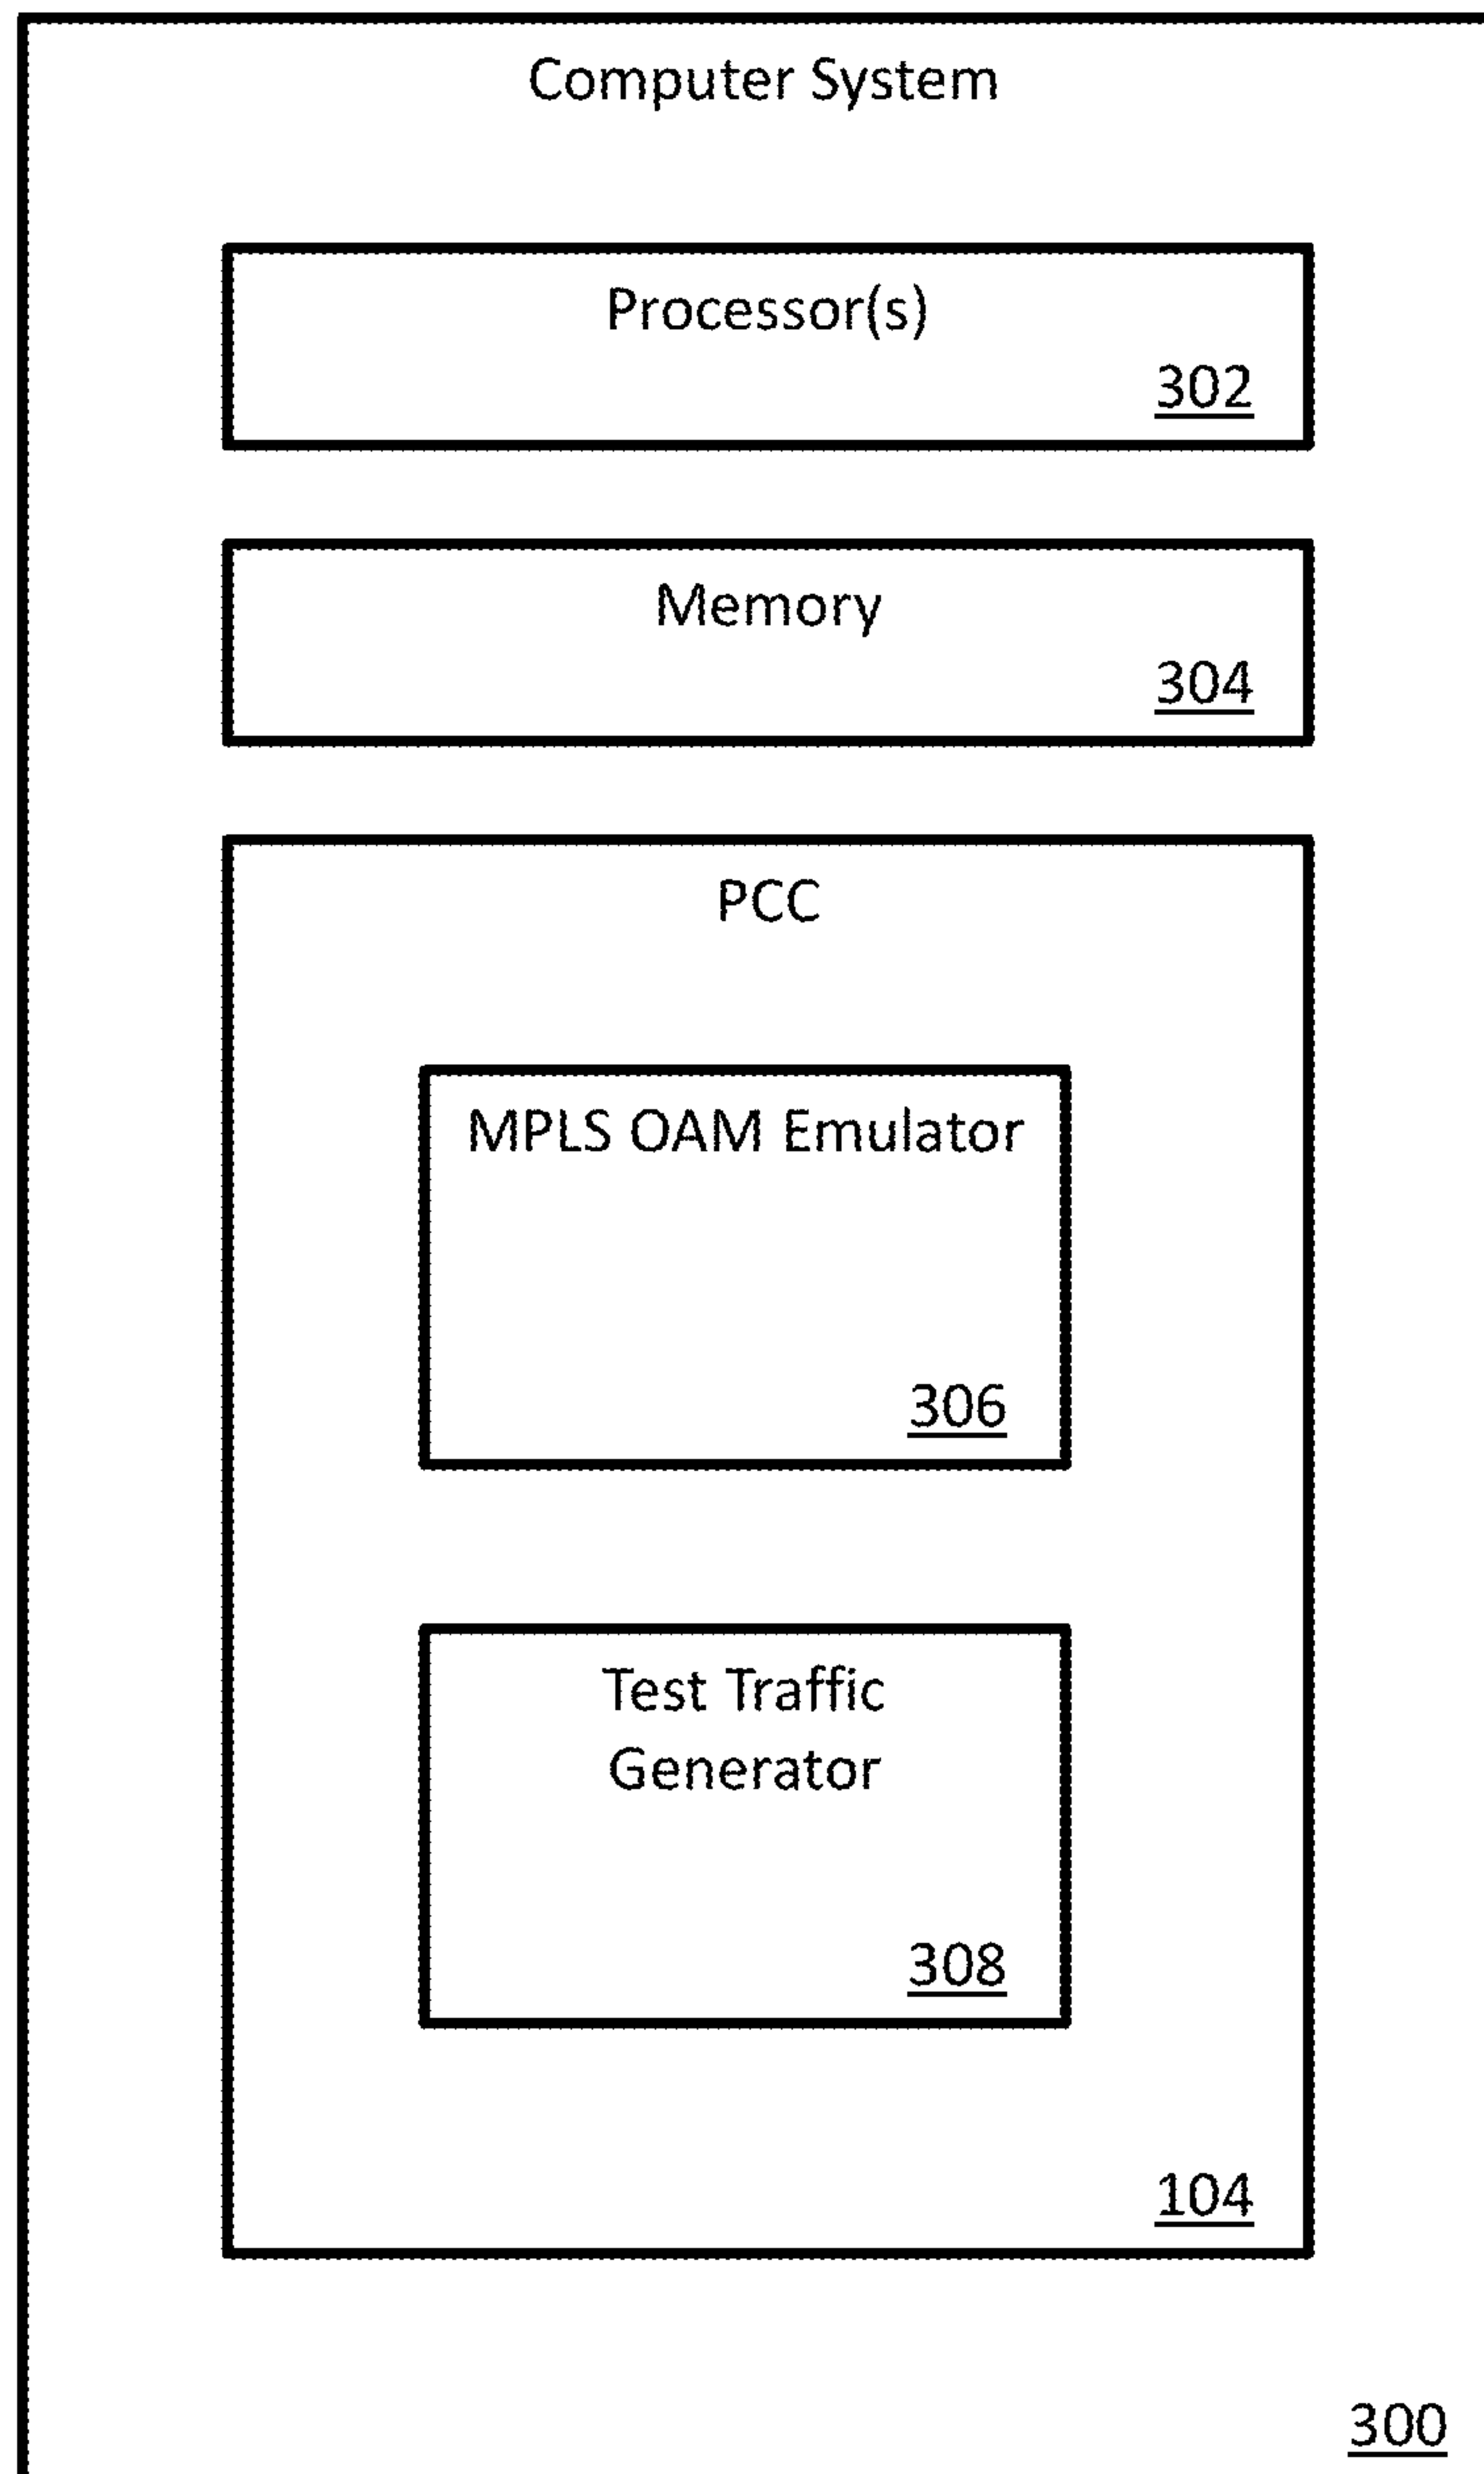 Computer System
Processor(s)
302
Memory
304
PCC
MPLS OAM Emulator
306
Test Traffic
Generator
308
104
300